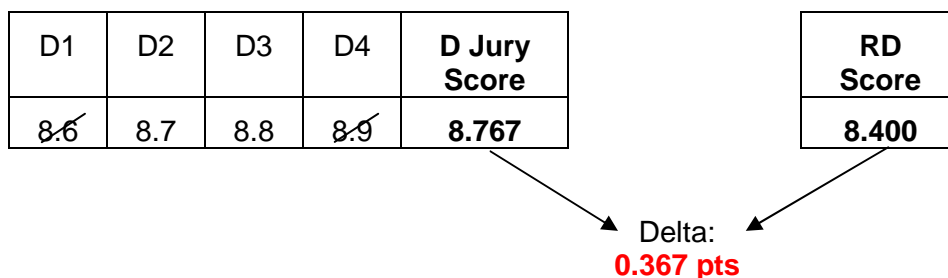 D1 D2 D3 D4 D Jury RD
Score Score
8.6 8.7 8.8 8.9 8.767 8.400
Delta:
0.367 pts